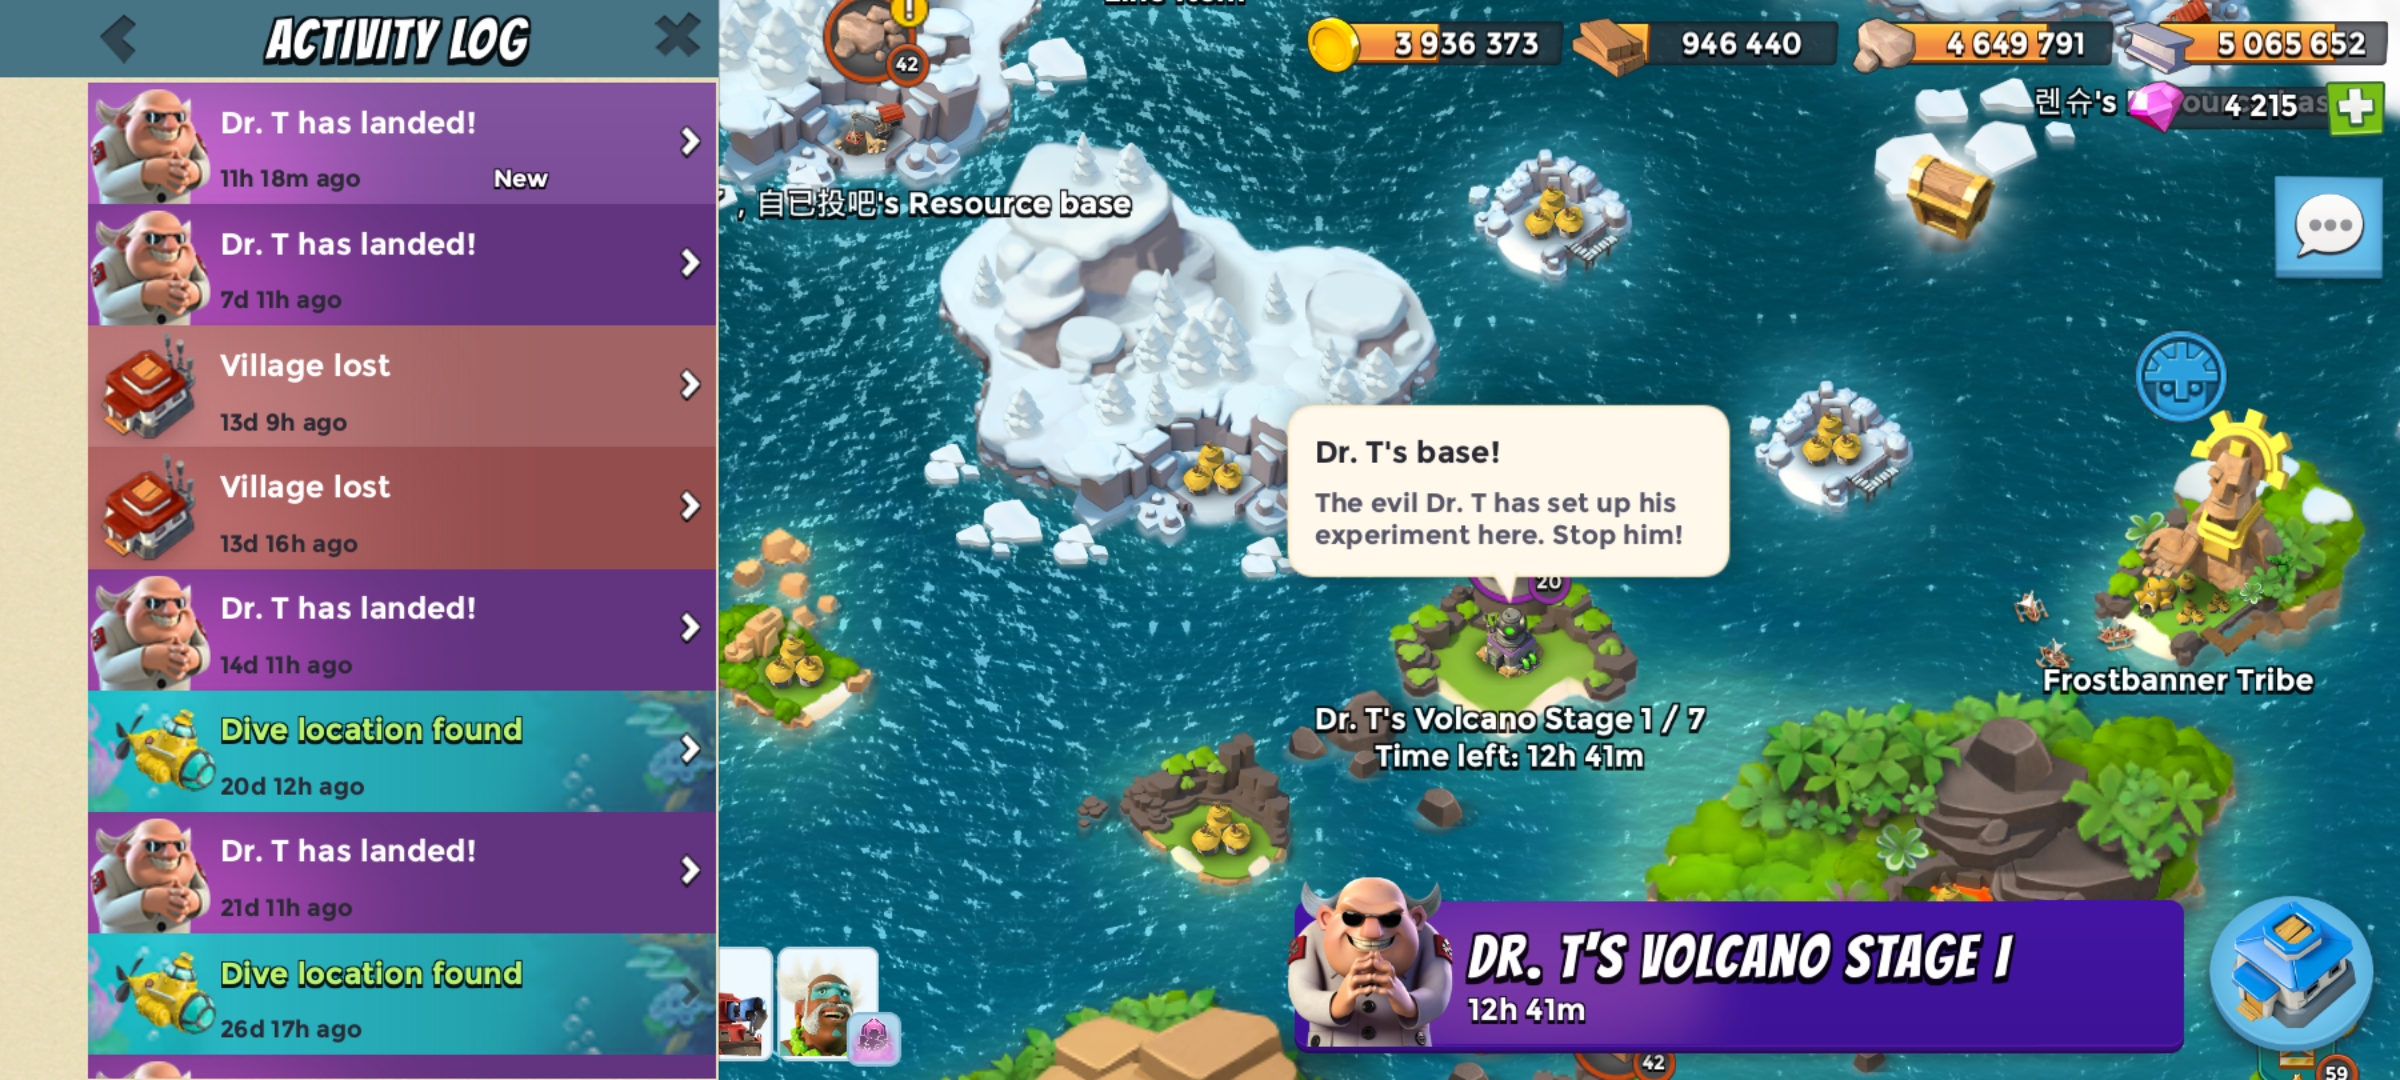 ACTIVITY LOG
Dr. T has landed!
11h 18m ago
New
Dr. T has landed!
7d 11h ago
Village lost
13d 9h ago
Village lost
13d 16h ago
Dr. T has landed!
14d 11h ago
Dive location found
20d 12h ago
Dr. T has landed!
21d 11h ago
Dive location found
26d 17h ago
3 936 373
946 440
4 649 791
5 065 652
4 215
42
, 自已投吧's Resource base
렌슈's
Dr. T's base!
The evil Dr. T has set up his
experiment here. Stop him!
20
Dr. T's Volcano Stage 1 / 7
Time left: 12h 41m
Frostbanner Tribe
DR. T'S VOLCANO STAGE I
12h 41m
42
59